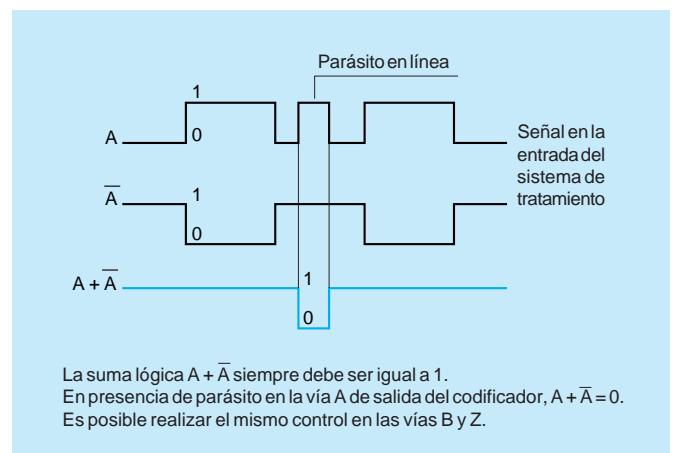 Parásito en línea
1
A
0
Señal en la
entrada del
sistema de
tratamiento
A̅
1
0
A + A̅
1
0
La suma lógica A + A̅ siempre debe ser igual a 1.
En presencia de parásito en la vía A de salida del codificador, A + A̅ = 0.
Es posible realizar el mismo control en las vías B y Z.